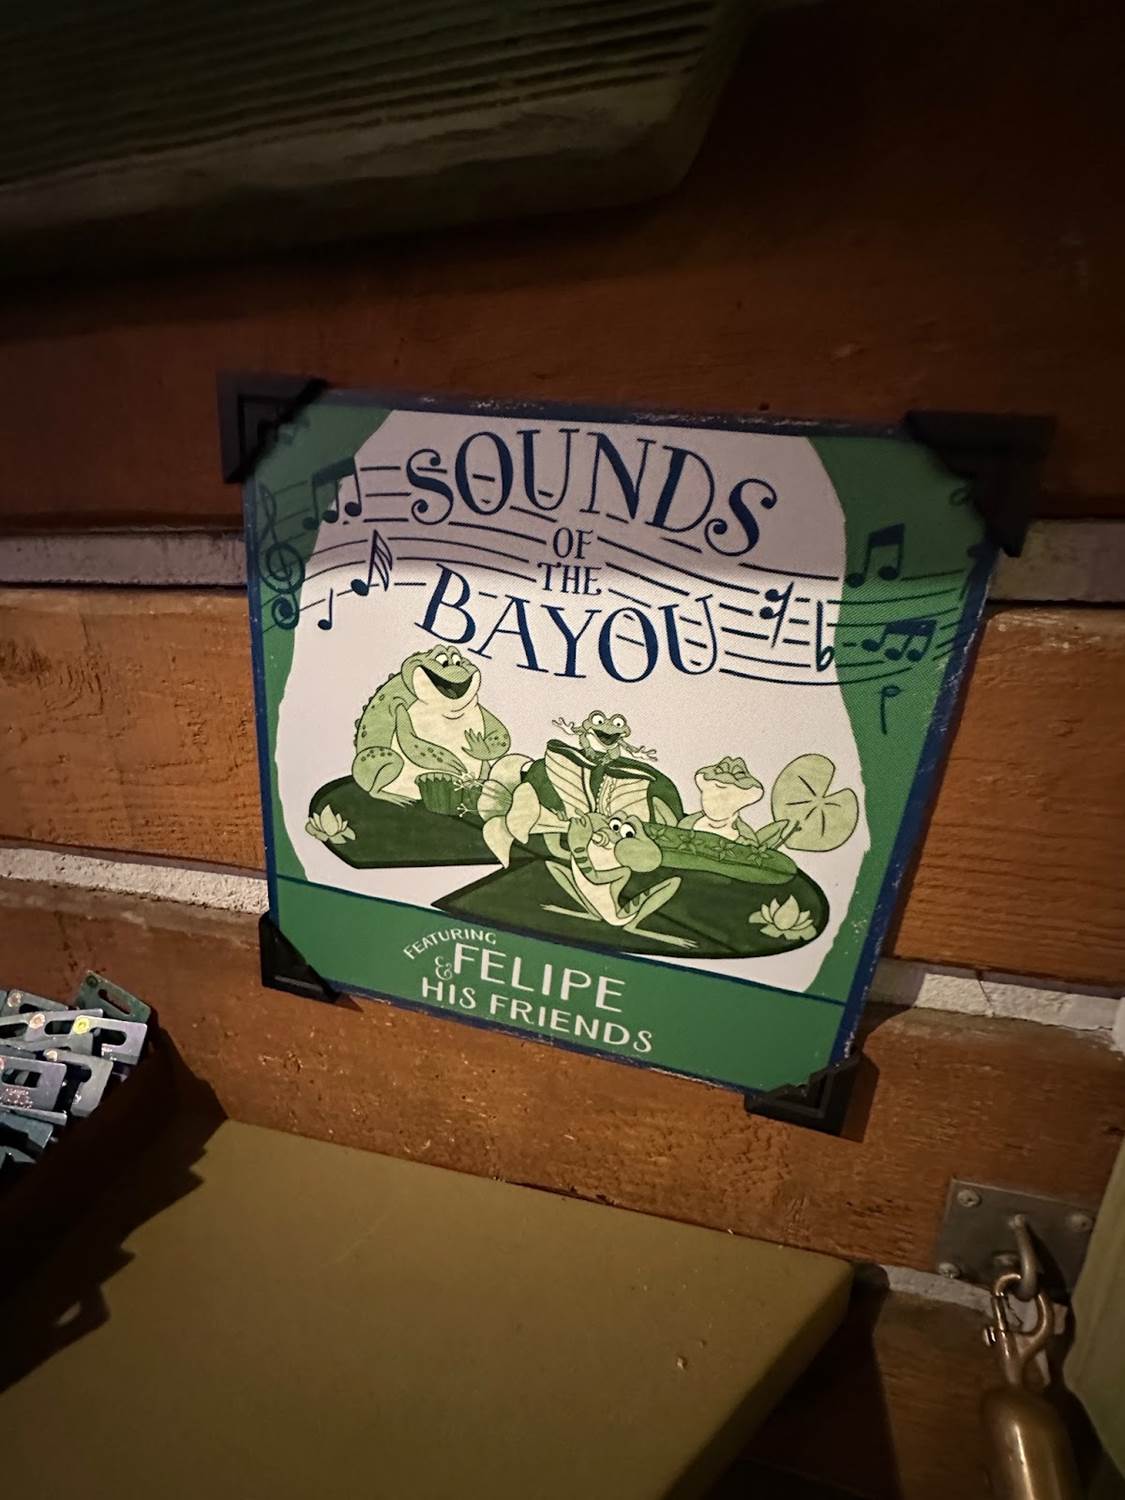 SOUNDS
OF
THE
BAYOU
FEATURING
FELIPE
& HIS FRIENDS